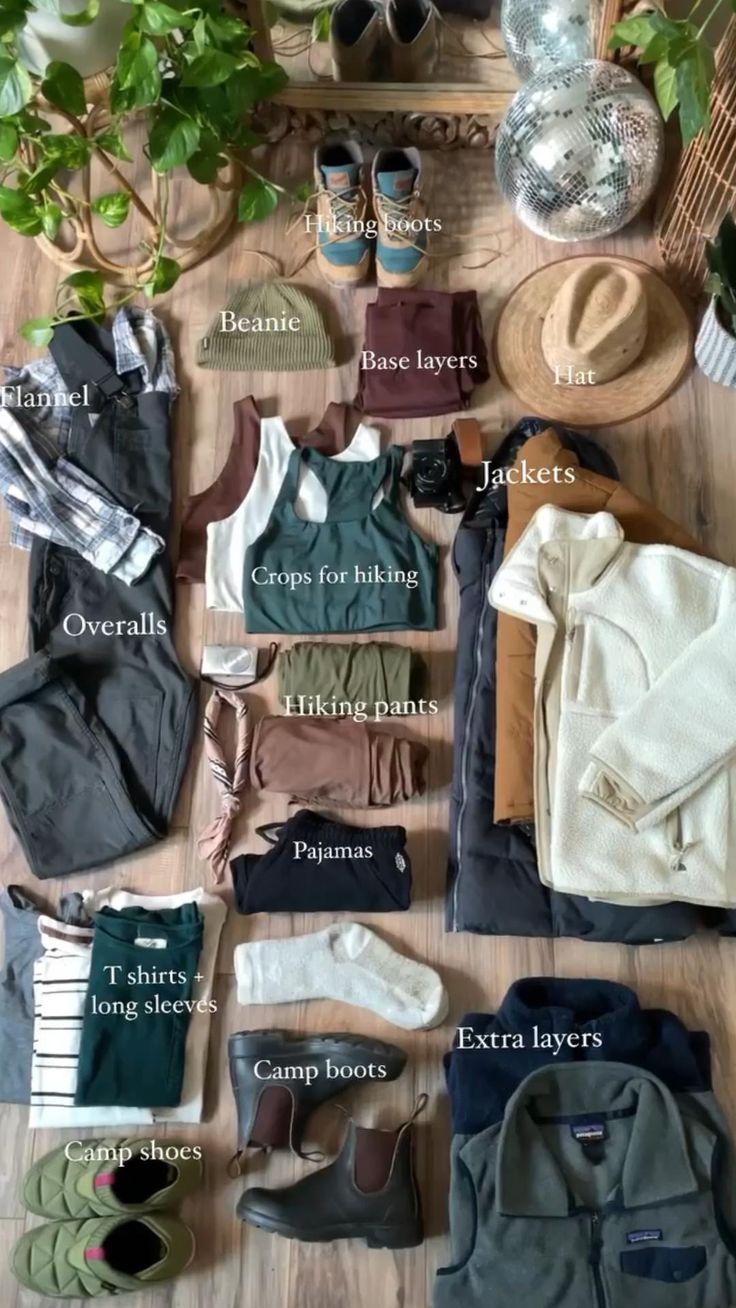 Hiking boots
Beanie
Base layers
Hat
Flannel
Jackets
Crops for hiking
Overalls
Hiking pants
Pajamas
T shirts +
long sleeves
Extra layers
Camp boots
patagonia
Camp shoes